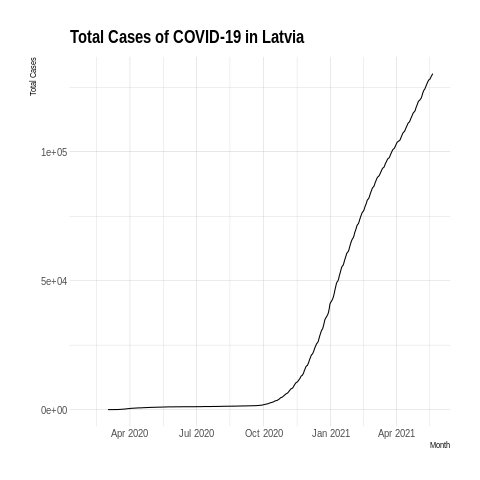 Total Cases of COVID-19 in Latvia
Total Cases
1e+05
5e+04
0e+00
Apr 2020 Jul 2020 Oct 2020 Jan 2021 Apr 2021
Month